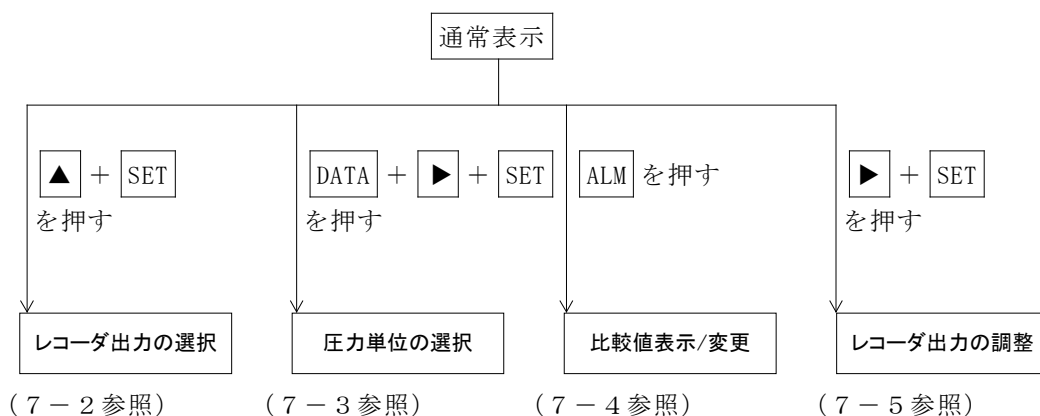 通常表示
▲ + SET
を押す
DATA + ▶ + SET
を押す
ALM を押す
▶ + SET
を押す
レコーダ出力の選択
圧力単位の選択
比較値表示/変更
レコーダ出力の調整
(7-2参照)
(7-3参照)
(7-4参照)
(7-5参照)